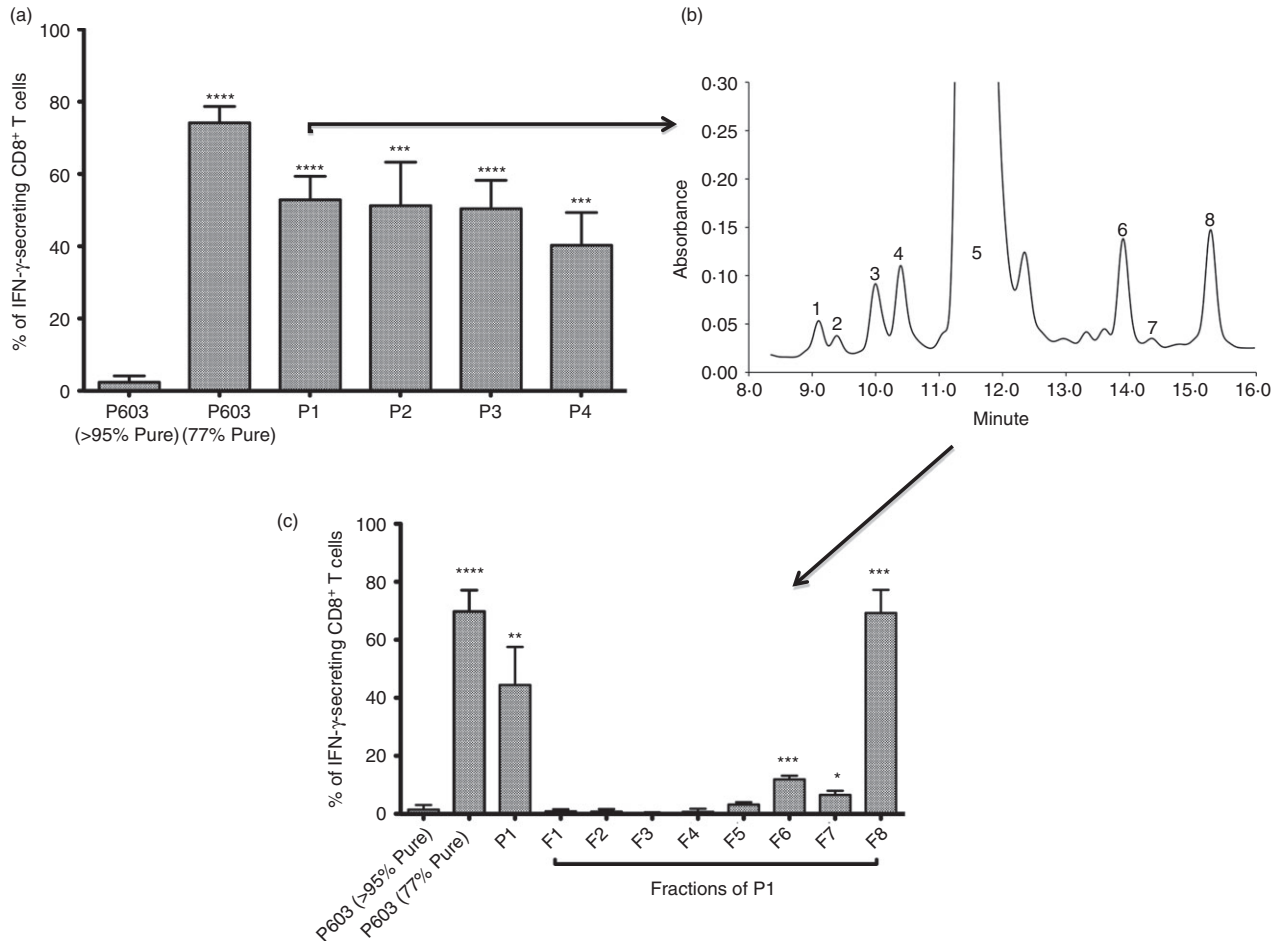 (a)
100
80
60
40
20
0
% of IFN-γ-secreting CD8⁺ T cells
****
****
***
****
***
P603
(>95% Pure)
P603
(77% Pure)
P1
P2
P3
P4
(b)
0·30
0·25
0·20
0·15
0·10
0·05
0·00
Absorbance
1
2
3
4
5
6
7
8
8·0
9·0
10·0
11·0
12·0
13·0
14·0
15·0
16·0
Minute
(c)
100
80
60
40
20
0
% of IFN-γ-secreting CD8⁺ T cells
****
**
***
*
***
P603 (>95% Pure)
P603 (77% Pure)
P1
F1
F2
F3
F4
F5
F6
F7
F8
Fractions of P1